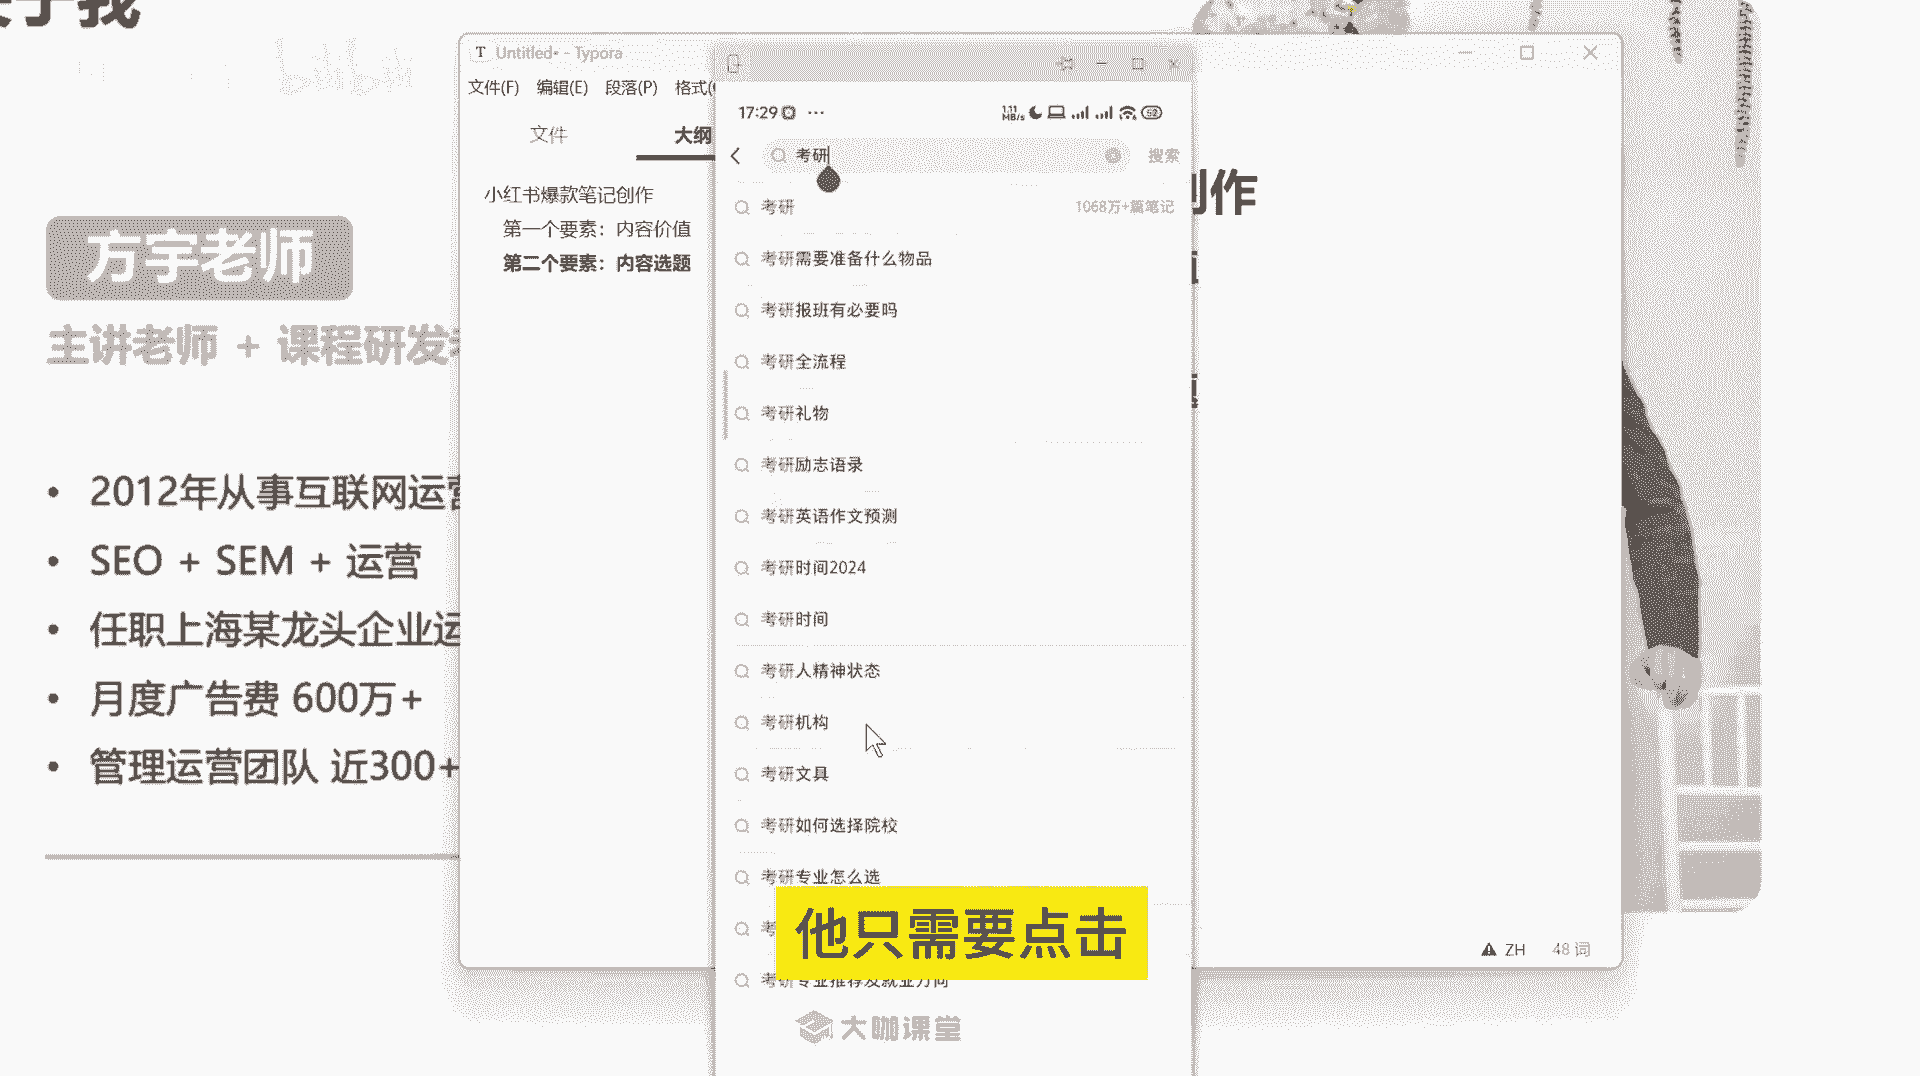 Untitled• - Typora
文件(F) 编辑(E) 段落(P) 格式(
文件
大纲
小红书爆款笔记创作
第一个要素：内容价值
第二个要素：内容选题
方宇老师
主讲老师 + 课程研发
• 2012年从事互联网运营
• SEO + SEM + 运营
• 任职上海某龙头企业运
• 月度广告费 600万+
• 管理运营团队 近300+
17:29
1.11 MB/s
52
考研
搜索
考研
1068万+篇笔记
考研需要准备什么物品
考研报班有必要吗
考研全流程
考研礼物
考研励志语录
考研英语作文预测
考研时间2024
考研时间
考研人精神状态
考研机构
考研文具
考研如何选择院校
考研专业怎么选
考研专业推荐及就业方向
他只需要点击
大咖课堂
创作
ZH
48 词
bilibili